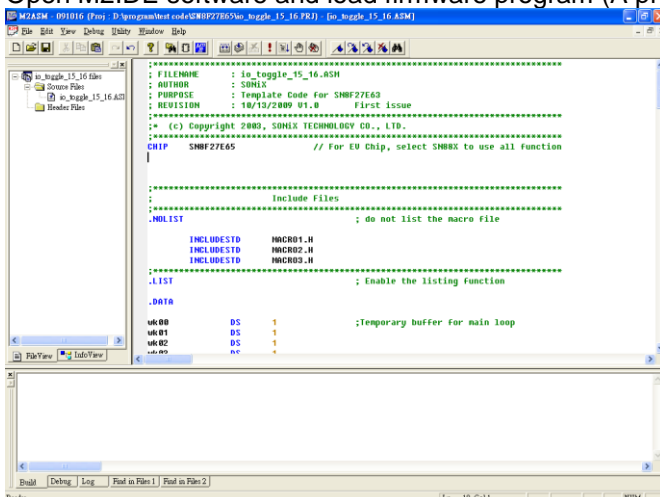 Open M2IDE software and load firmware program (A pr
M2ASM - 091016 (Proj : D:\program\test code\SN8P27E65\io_toggle_15_16.PRJ) - [io_toggle_15_16.ASM]
File Edit View Debug Utility Window Help
io_toggle_15_16 files
Source Files
io_toggle_15_16.ASM
Header Files
;*****************************************************************
; FILENAME : io_toggle_15_16.ASM
; AUTHOR : SONiX
; PURPOSE : Template Code for SN8F27E63
; REVISION : 10/13/2009 V1.0 First issue
;*****************************************************************
;* (c) Copyright 2003, SONiX TECHNOLOGY CO., LTD.
;*****************************************************************
CHIP SN8F27E65 // For EV Chip, select SN88X to use all function
;*****************************************************************
; Include Files
;*****************************************************************
.NOLIST ; do not list the macro file
INCLUDESTD MACRO1.H
INCLUDESTD MACRO2.H
INCLUDESTD MACRO3.H
;*****************************************************************
.LIST ; Enable the listing function
.DATA
wk00 DS 1 ;Temporary buffer for main loop
wk01 DS 1
wk02 DS 1
wk03 DS 1
FileView InfoView
Build Debug Log Find in Files 1 Find in Files 2